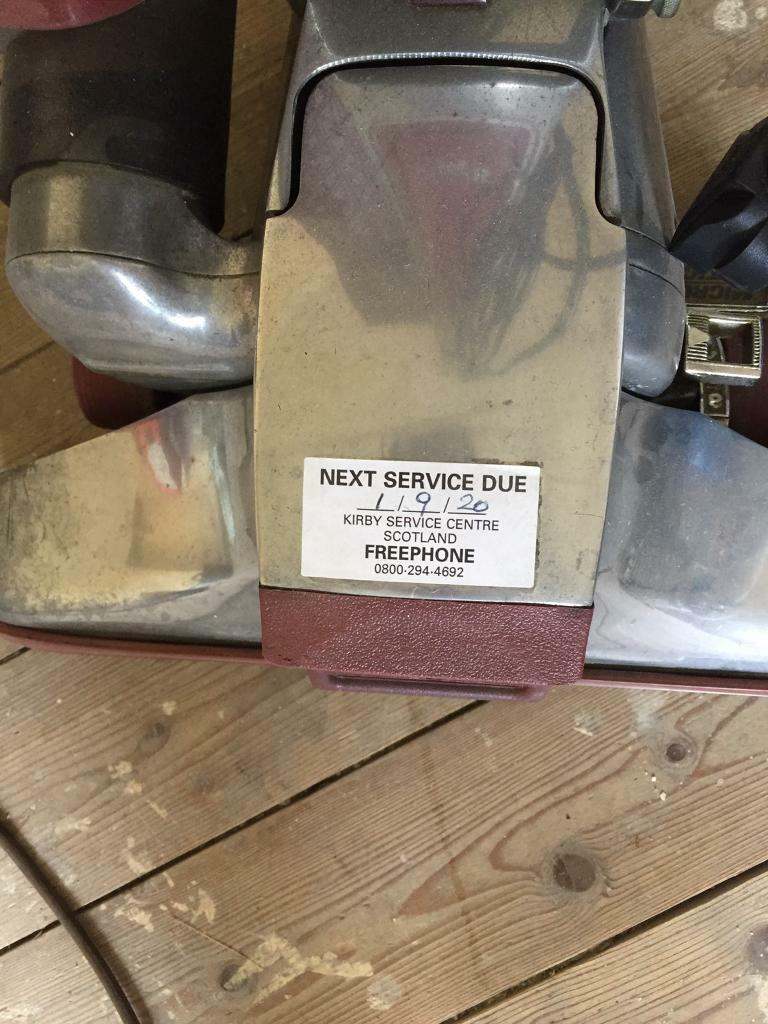 NEXT SERVICE DUE
1/9/20
KIRBY SERVICE CENTRE
SCOTLAND
FREEPHONE
0800-294-4692